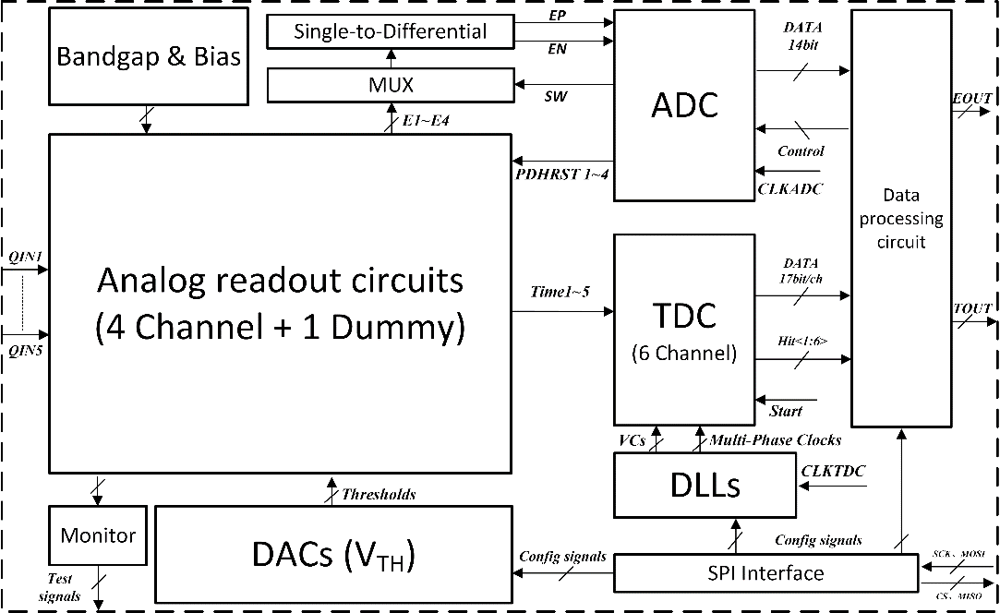 Bandgap & Bias
Single-to-Differential
EP
EN
MUX
SW
E1~E4
ADC
DATA
14bit
Control
CLKADC
PDHRST 1~4
EOUT
Data
processing
circuit
QIN1
QIN5
Analog readout circuits
(4 Channel + 1 Dummy)
Time1~5
TDC
(6 Channel)
DATA
17bit/ch
Hit<1:6>
Start
TOUT
VCs
Multi-Phase Clocks
DLLs
CLKTDC
Thresholds
Monitor
Test
signals
DACs (VTH)
Config signals
Config signals
SPI Interface
SCK、MOSI
CS、MISO